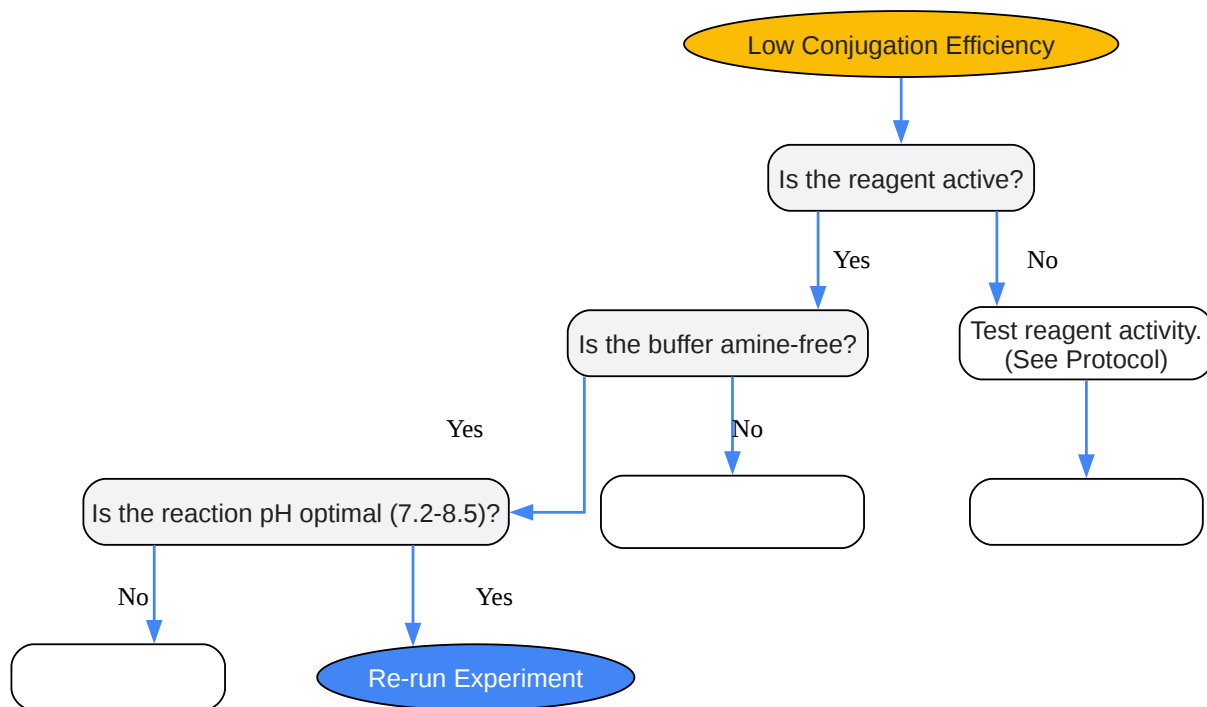 Low Conjugation Efficiency
Is the reagent active?
Yes
No
Is the buffer amine-free?
Test reagent activity.
(See Protocol)
Yes
No
Is the reaction pH optimal (7.2-8.5)?
No
Yes
Re-run Experiment